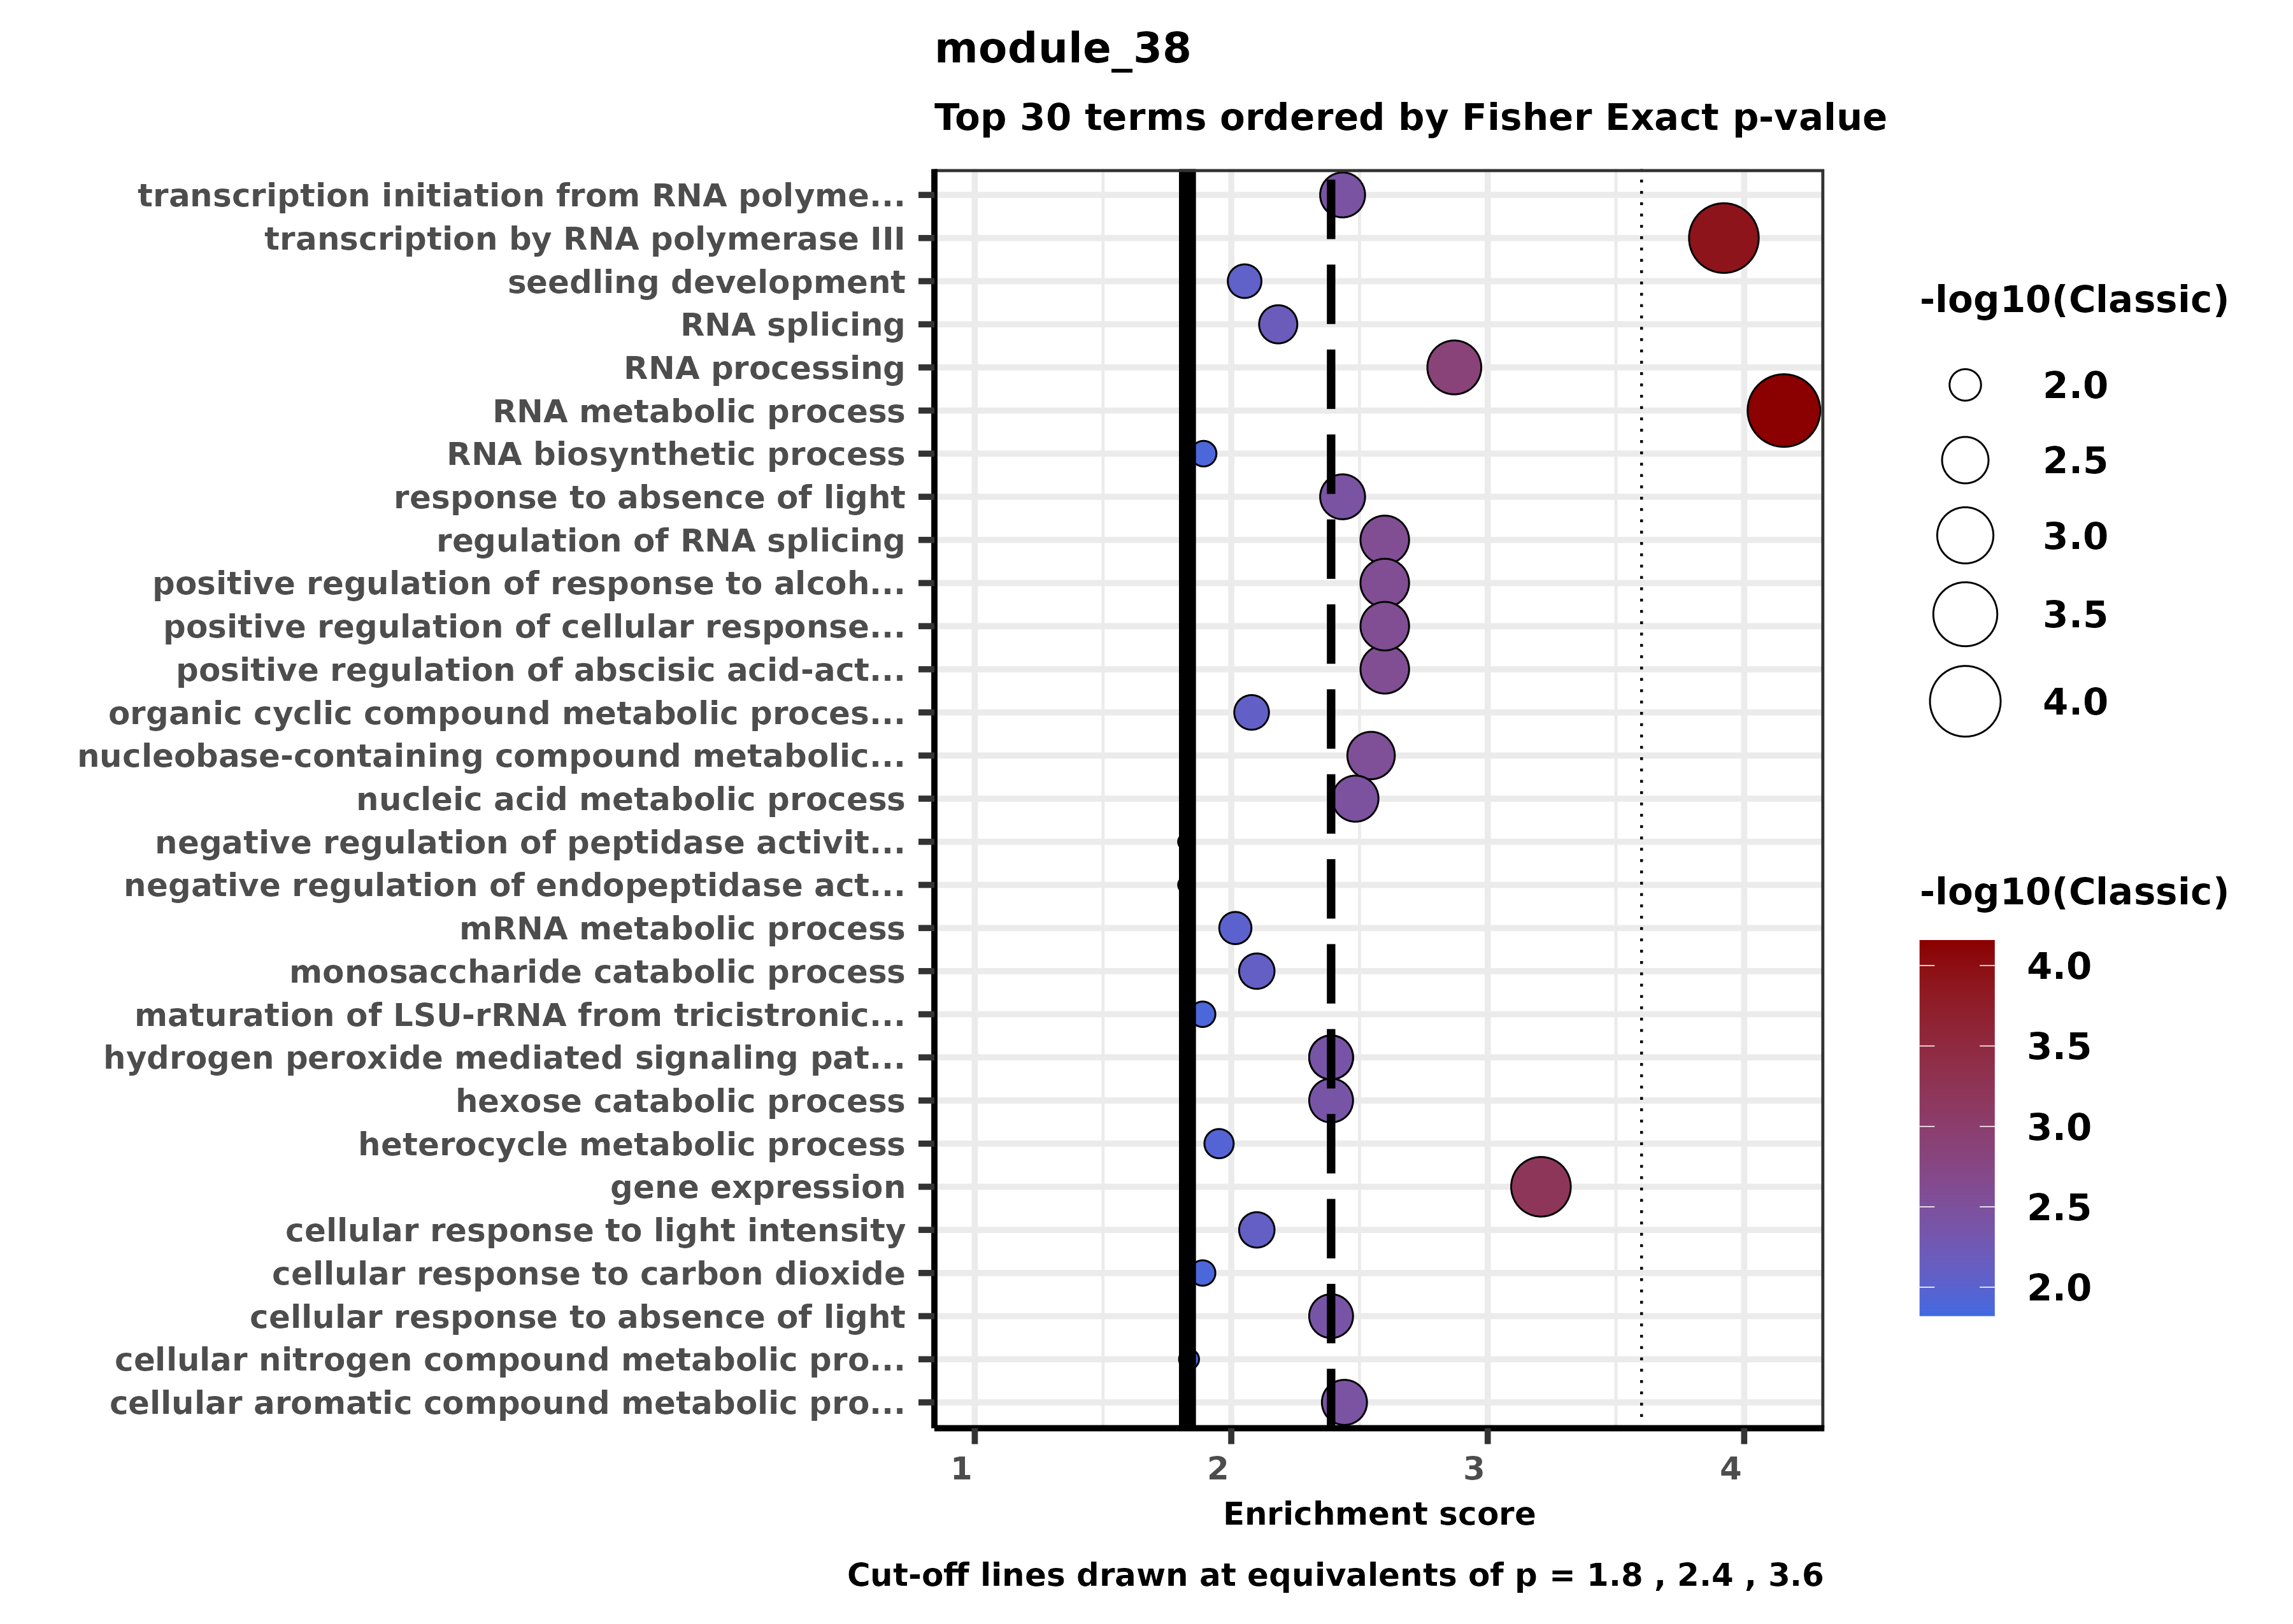 module_38
Top 30 terms ordered by Fisher Exact p-value
transcription initiation from RNA polyme...
transcription by RNA polymerase III
seedling development
RNA splicing
RNA processing
RNA metabolic process
RNA biosynthetic process
response to absence of light
regulation of RNA splicing
positive regulation of response to alcoh...
positive regulation of cellular response...
positive regulation of abscisic acid-act...
organic cyclic compound metabolic proces...
nucleobase-containing compound metabolic...
nucleic acid metabolic process
negative regulation of peptidase activit...
negative regulation of endopeptidase act...
mRNA metabolic process
monosaccharide catabolic process
maturation of LSU-rRNA from tricistronic...
hydrogen peroxide mediated signaling pat...
hexose catabolic process
heterocycle metabolic process
gene expression
cellular response to light intensity
cellular response to carbon dioxide
cellular response to absence of light
cellular nitrogen compound metabolic pro...
cellular aromatic compound metabolic pro...
1 2 3 4
Enrichment score
Cut-off lines drawn at equivalents of p = 1.8 , 2.4 , 3.6
-log10(Classic)
2.0
2.5
3.0
3.5
4.0
-log10(Classic)
4.0
3.5
3.0
2.5
2.0